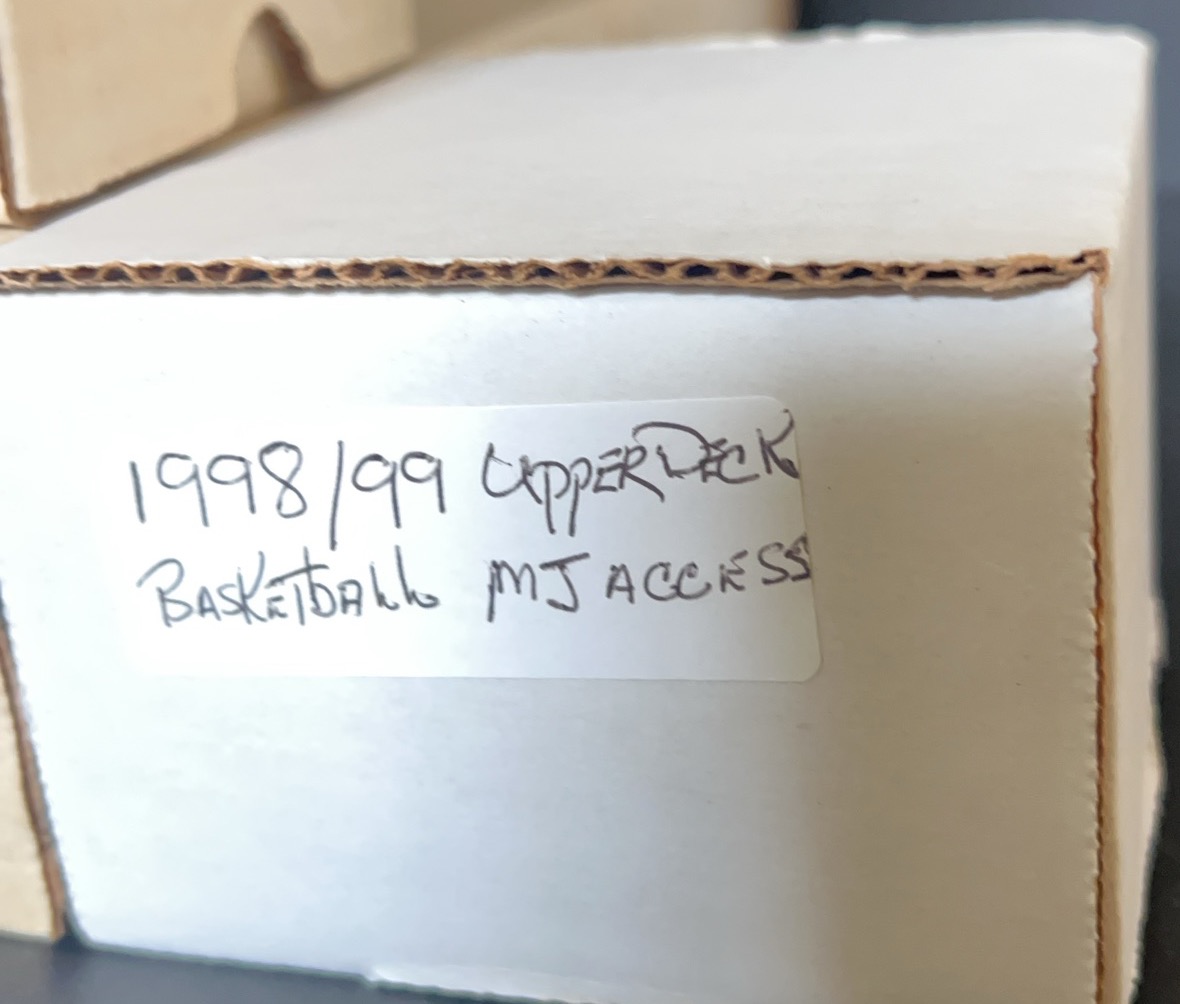 1998/99 UPPER DECK
BASKETBALL MJ ACCESS